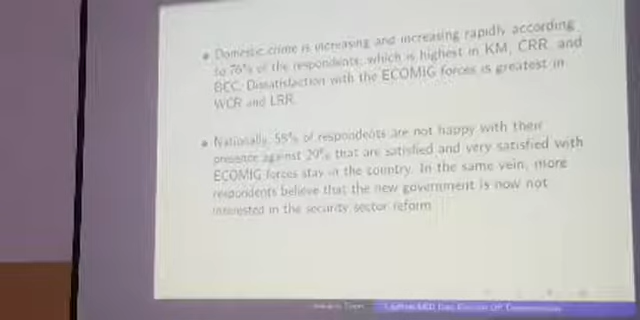 • Domestic crime is increasing and increasing rapidly according
to 76% of the respondents, which is highest in KM, CRR and
BCC. Dissatisfaction with the ECOMIG forces is greatest in
WCR and LRR.
• Nationally, 55% of respondents are not happy with their
presence against 29% that are satisfied and very satisfied with
ECOMIG forces stay in the country. In the same vein, more
respondents believe that the new government is now not
interested in the security sector reform